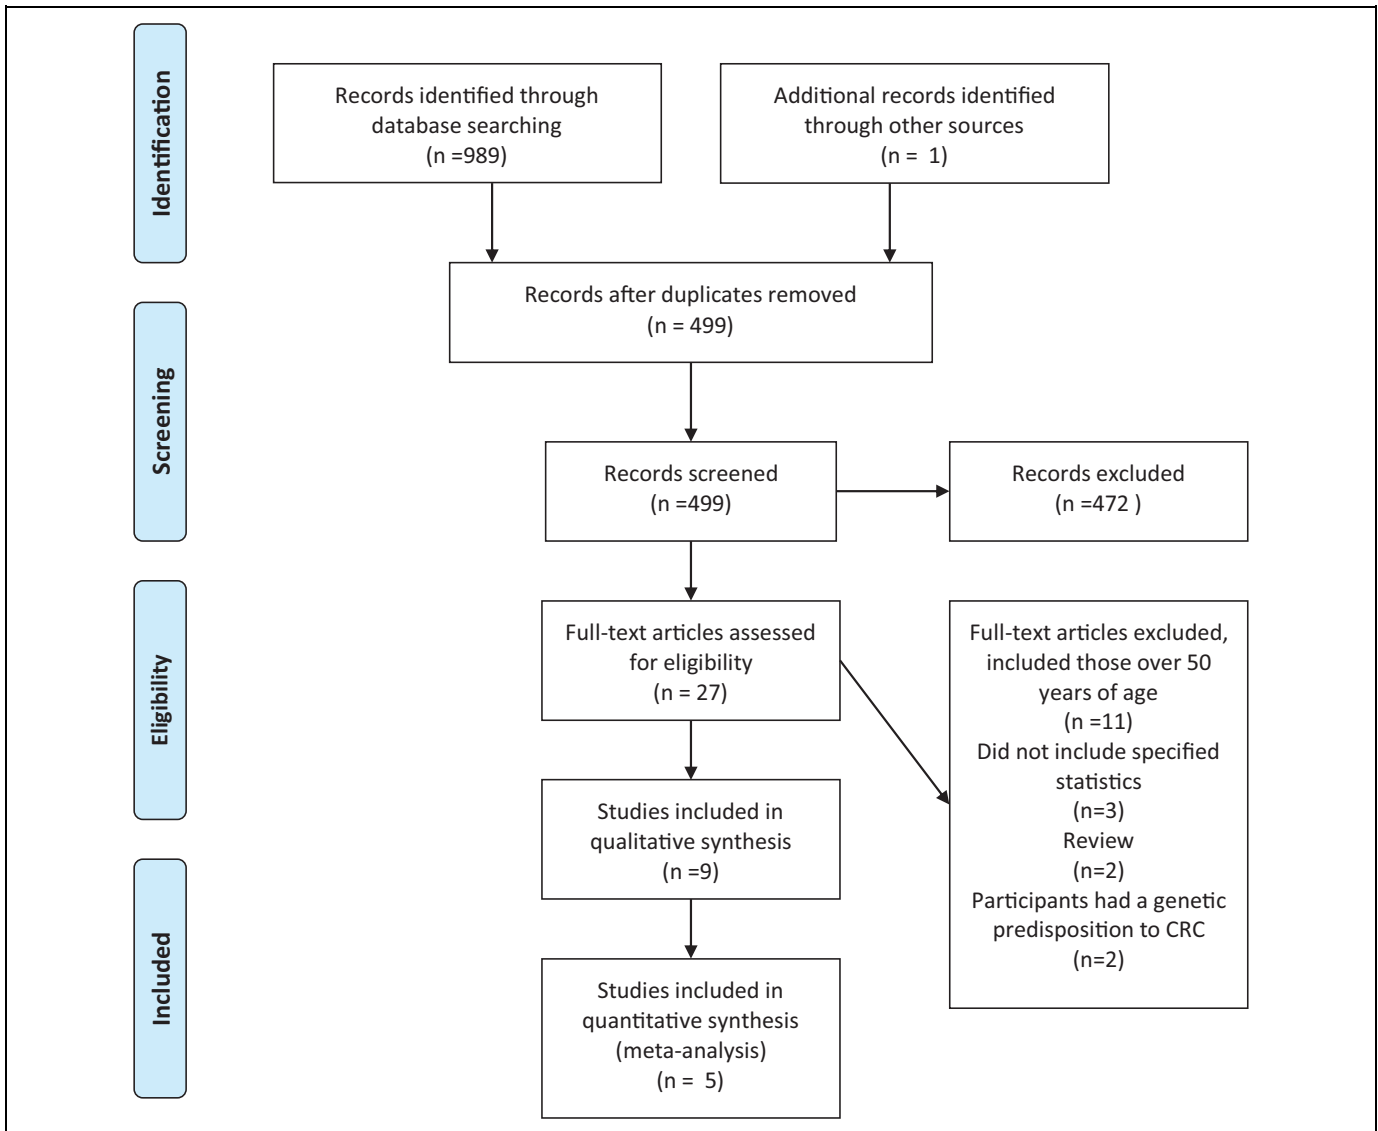 Identification
Records identified through
database searching
(n =989)
Additional records identified
through other sources
(n =  1)
Records after duplicates removed
(n = 499)
Screening
Records screened
(n =499)
Records excluded
(n =472 )
Eligibility
Full-text articles assessed
for eligibility
(n = 27)
Full-text articles excluded,
included those over 50
years of age
(n =11)
Did not include specified
statistics
(n=3)
Review
(n=2)
Participants had a genetic
predisposition to CRC
(n=2)
Studies included in
qualitative synthesis
(n =9)
Included
Studies included in
quantitative synthesis
(meta-analysis)
(n =  5)